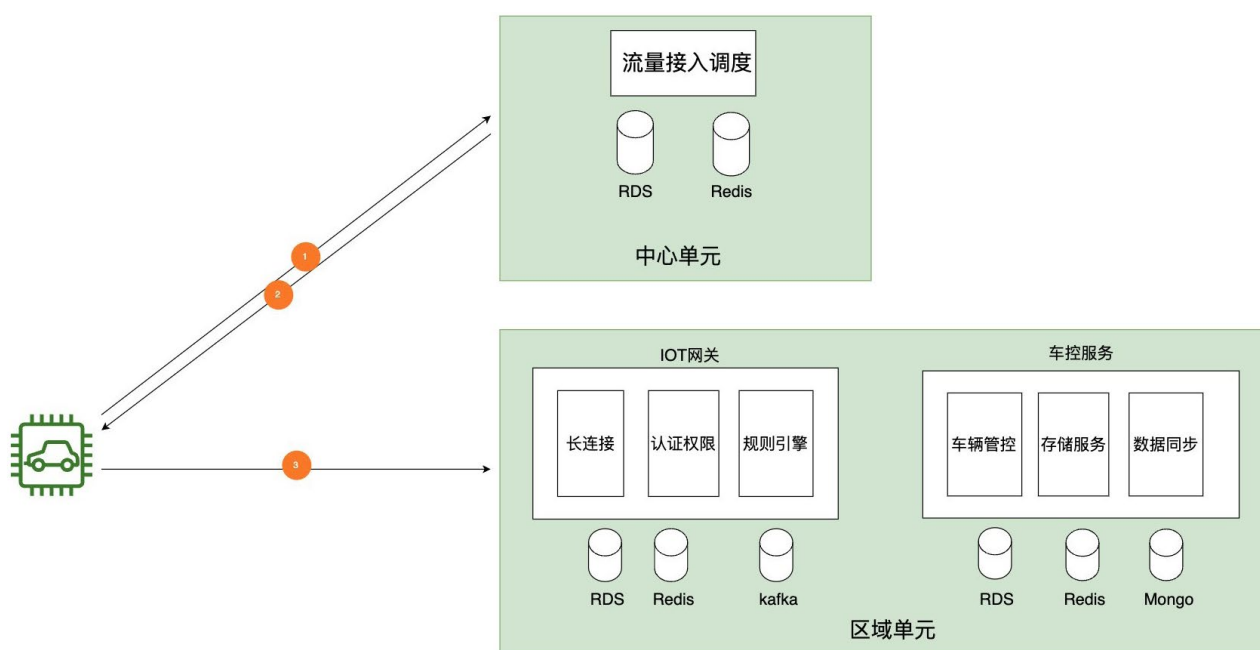 流量接入调度
RDS
Redis
中心单元
1
2
3
IOT网关
长连接
认证权限
规则引擎
RDS
Redis
kafka
车控服务
车辆管控
存储服务
数据同步
RDS
Redis
Mongo
区域单元